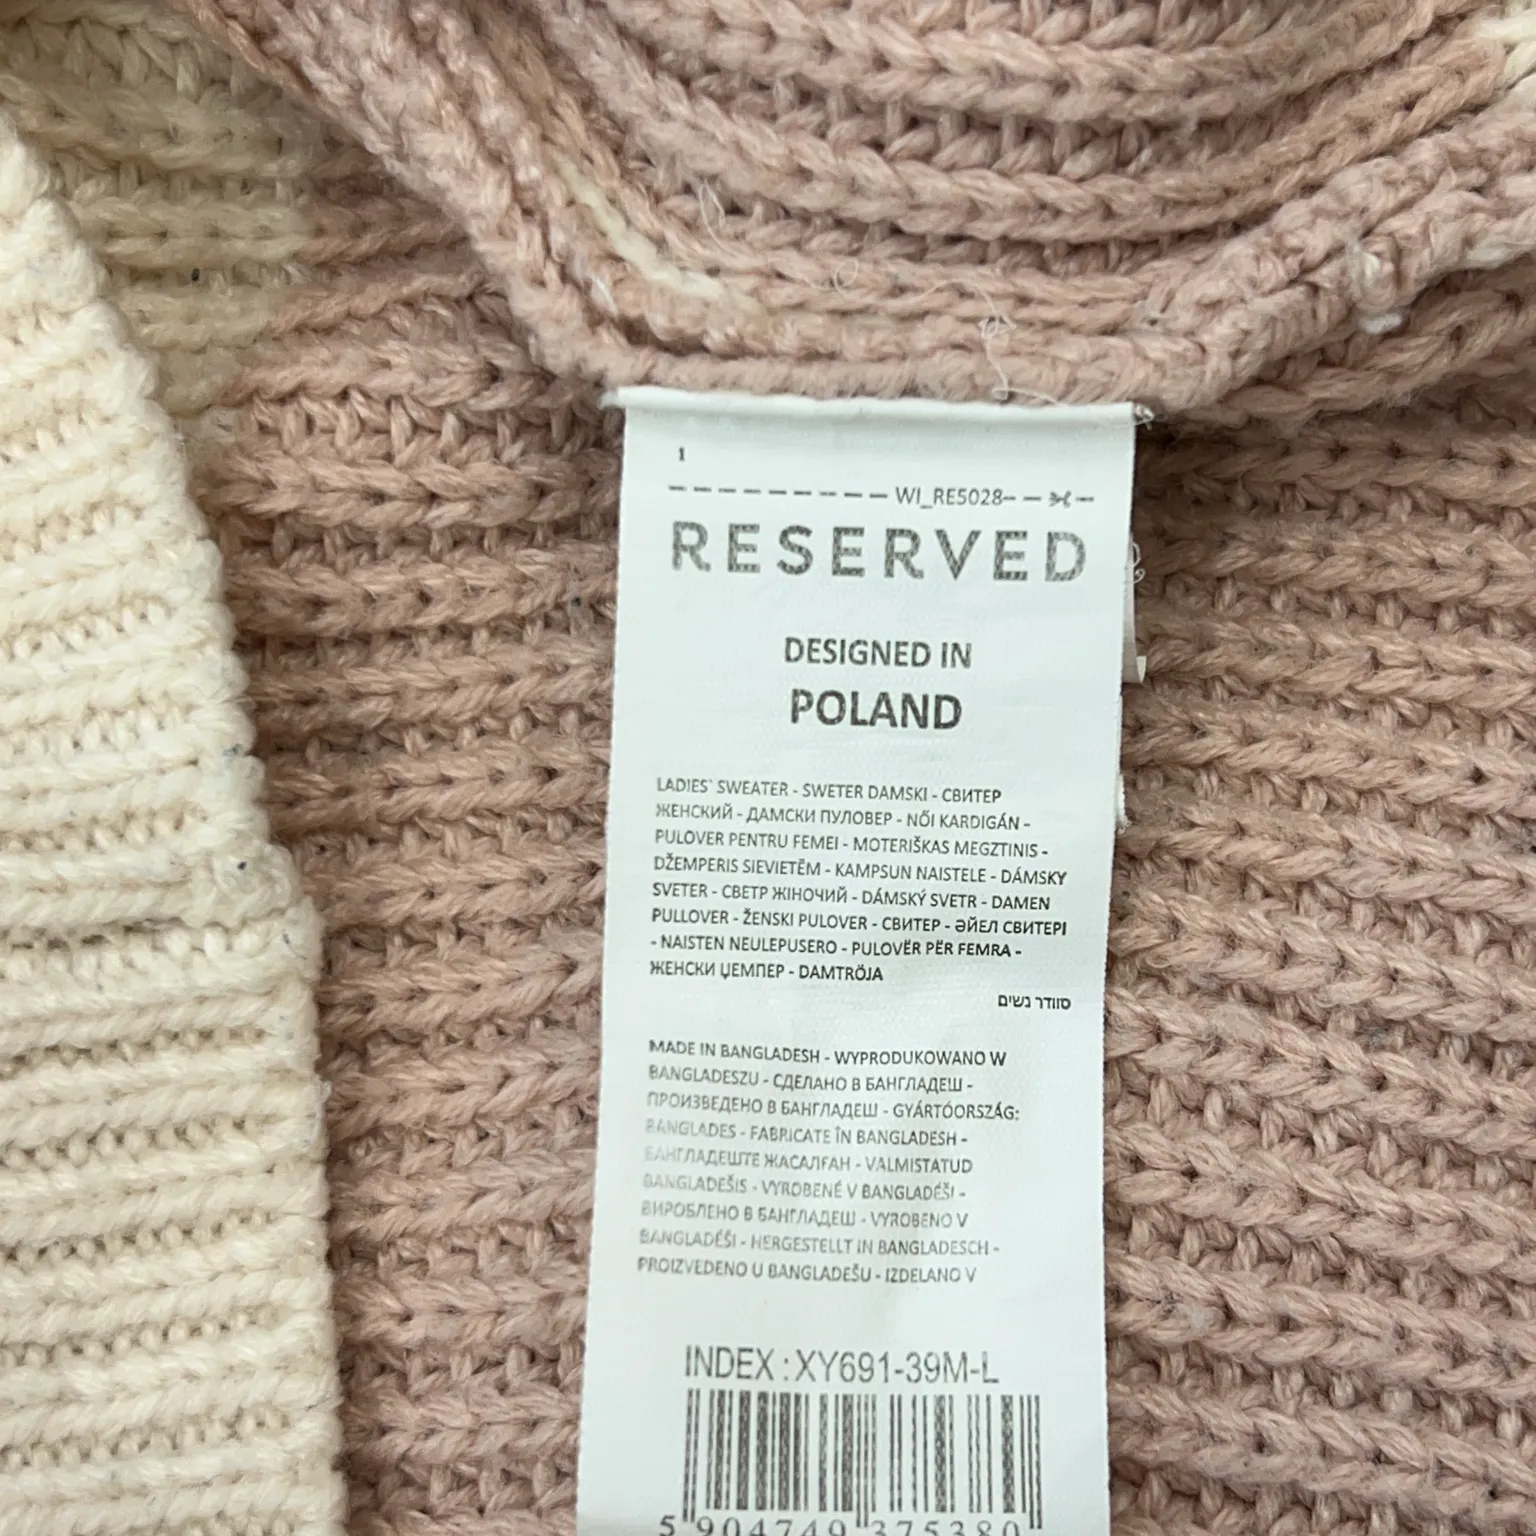 1
WI_RE5028
RESERVED
DESIGNED IN
POLAND
LADIES` SWEATER - SWETER DAMSKI - СВИТЕР
ЖЕНСКИЙ - ДАМСКИ ПУЛОВЕР - NŐI KARDIGÁN -
PULOVER PENTRU FEMEI - MOTERIŠKAS MEGZTINIS -
DŽEMPERIS SIEVIETĒM - KAMPSUN NAISTELE - DÁMSKY
SVETER - СВЕТР ЖІНОЧИЙ - DÁMSKÝ SVETR - DAMEN
PULLOVER - ŽENSKI PULOVER - СВИТЕР - ӘЙЕЛ СВИТЕРІ
- NAISTEN NEULEPUSERO - PULOVËR PËR FEMRA -
ЖЕНСКИ ЏЕМПЕР - DAMTRÖJA
סוודר נשים
MADE IN BANGLADESH - WYPRODUKOWANO W
BANGLADESZU - СДЕЛАНО В БАНГЛАДЕШ -
ПРОИЗВЕДЕНО В БАНГЛАДЕШ - GYÁRTÓORSZÁG:
BANGLADES - FABRICATE ÎN BANGLADESH -
БАНГЛАДЕШТЕ ЖАСАЛҒАН - VALMISTATUD
BANGLADEŠIS - VYROBENÉ V BANGLADÉŠI -
ВИРОБЛЕНО В БАНГЛАДЕШ - VYROBENO V
BANGLADÉŠI - HERGESTELLT IN BANGLADESCH -
PROIZVEDENO U BANGLADEŠU - IZDELANO V
INDEX : XY691-39M-L
5 904749 375380